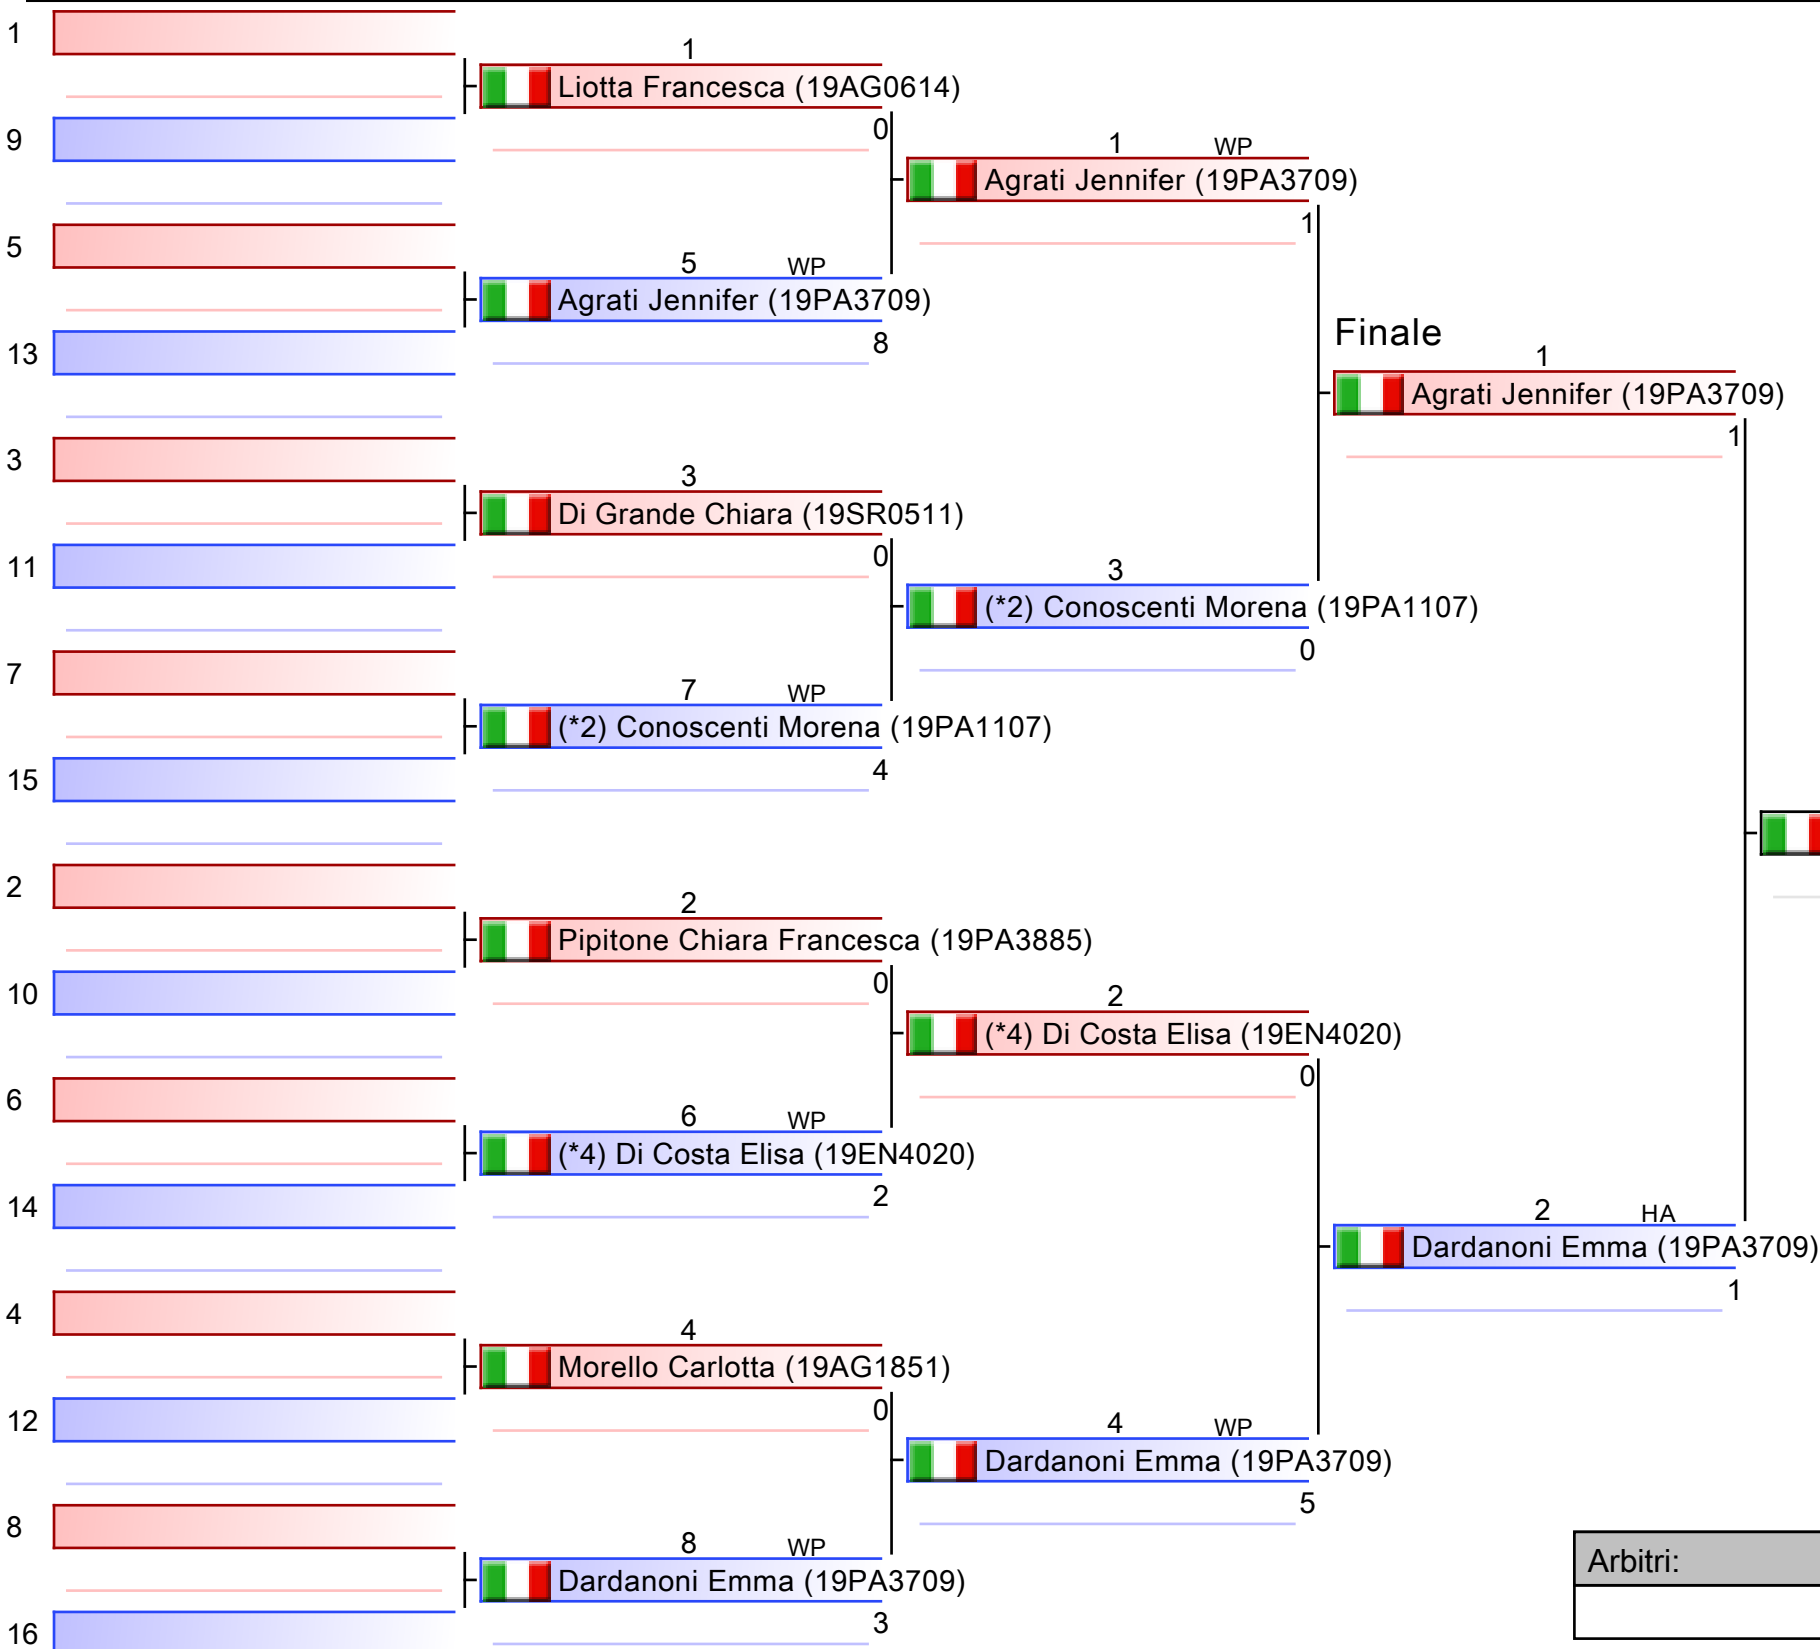 1
1
Liotta Francesca (19AG0614)
0
9
1 WP
Agrati Jennifer (19PA3709)
1
5
5 WP
Agrati Jennifer (19PA3709)
8
13
Finale
1
Agrati Jennifer (19PA3709)
1
3
3
Di Grande Chiara (19SR0511)
0
11
3
(*2) Conoscenti Morena (19PA1107)
0
7
7 WP
(*2) Conoscenti Morena (19PA1107)
4
15
2
2
Pipitone Chiara Francesca (19PA3885)
0
10
2
(*4) Di Costa Elisa (19EN4020)
0
6
6 WP
(*4) Di Costa Elisa (19EN4020)
2
14
2 HA
Dardanoni Emma (19PA3709)
1
4
4
Morello Carlotta (19AG1851)
0
12
4 WP
Dardanoni Emma (19PA3709)
5
8
8 WP
Dardanoni Emma (19PA3709)
3
16
Arbitri: